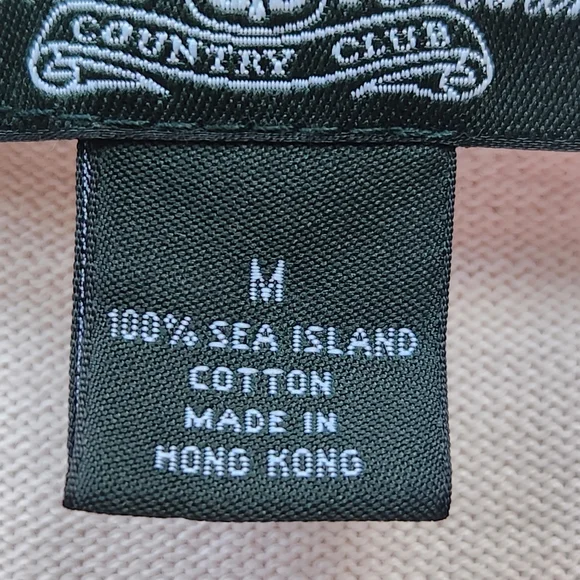 COUNTRY CLUB
M
100% SEA ISLAND
COTTON
MADE IN
HONG KONG